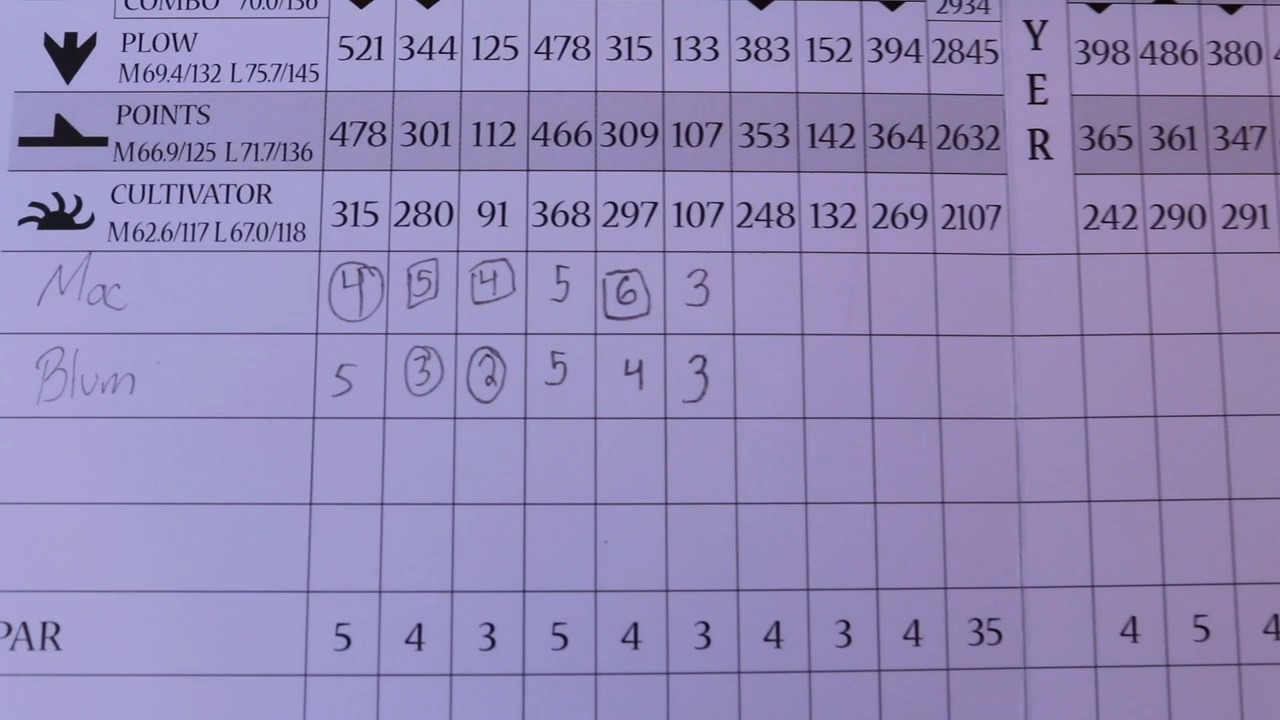 COMBO 70.0/136 2934
PLOW 521 344 125 478 315 133 383 152 394 2845 Y 398 486 380 4
M69.4/132 L75.7/145
E
POINTS 478 301 112 466 309 107 353 142 364 2632 R 365 361 347
M66.9/125 L71.7/136
CULTIVATOR 315 280 91 368 297 107 248 132 269 2107 242 290 291
M62.6/117 L67.0/118
Mac 4 5 4 5 6 3
Blum 5 3 2 5 4 3
PAR 5 4 3 5 4 3 4 3 4 35 4 5 4